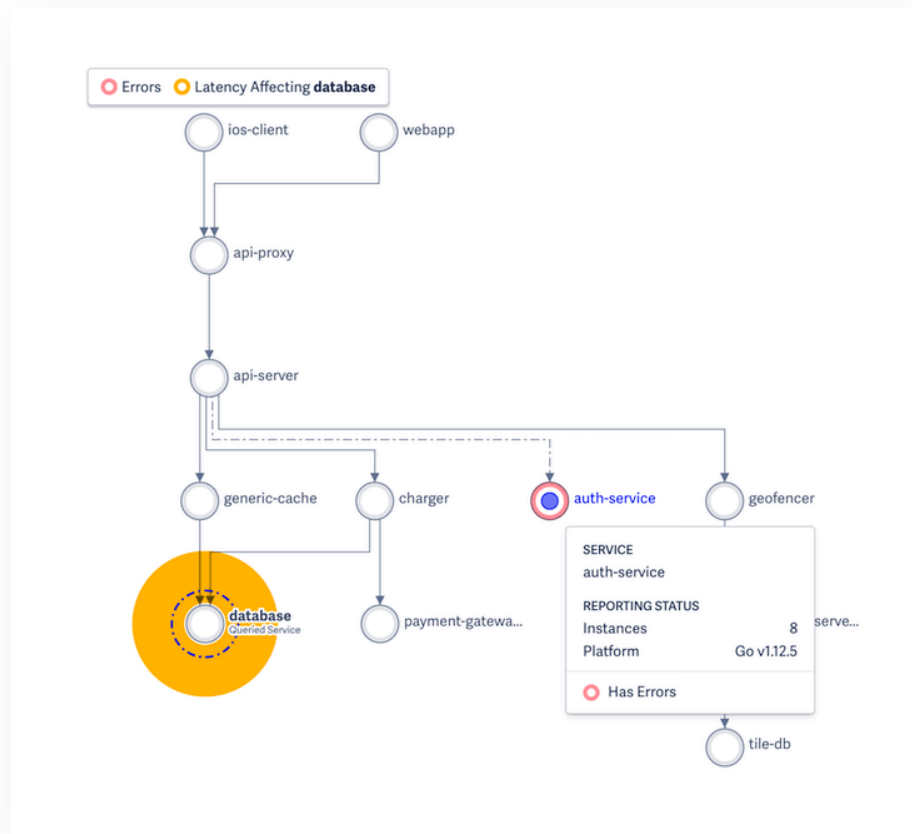 Errors Latency Affecting database
ios-client
webapp
api-proxy
api-server
generic-cache
charger
auth-service
geofencer
SERVICE
auth-service
REPORTING STATUS
Instances 8
Platform Go v1.12.5
Has Errors
database
Queried Service
payment-gatewa...
serve...
tile-db